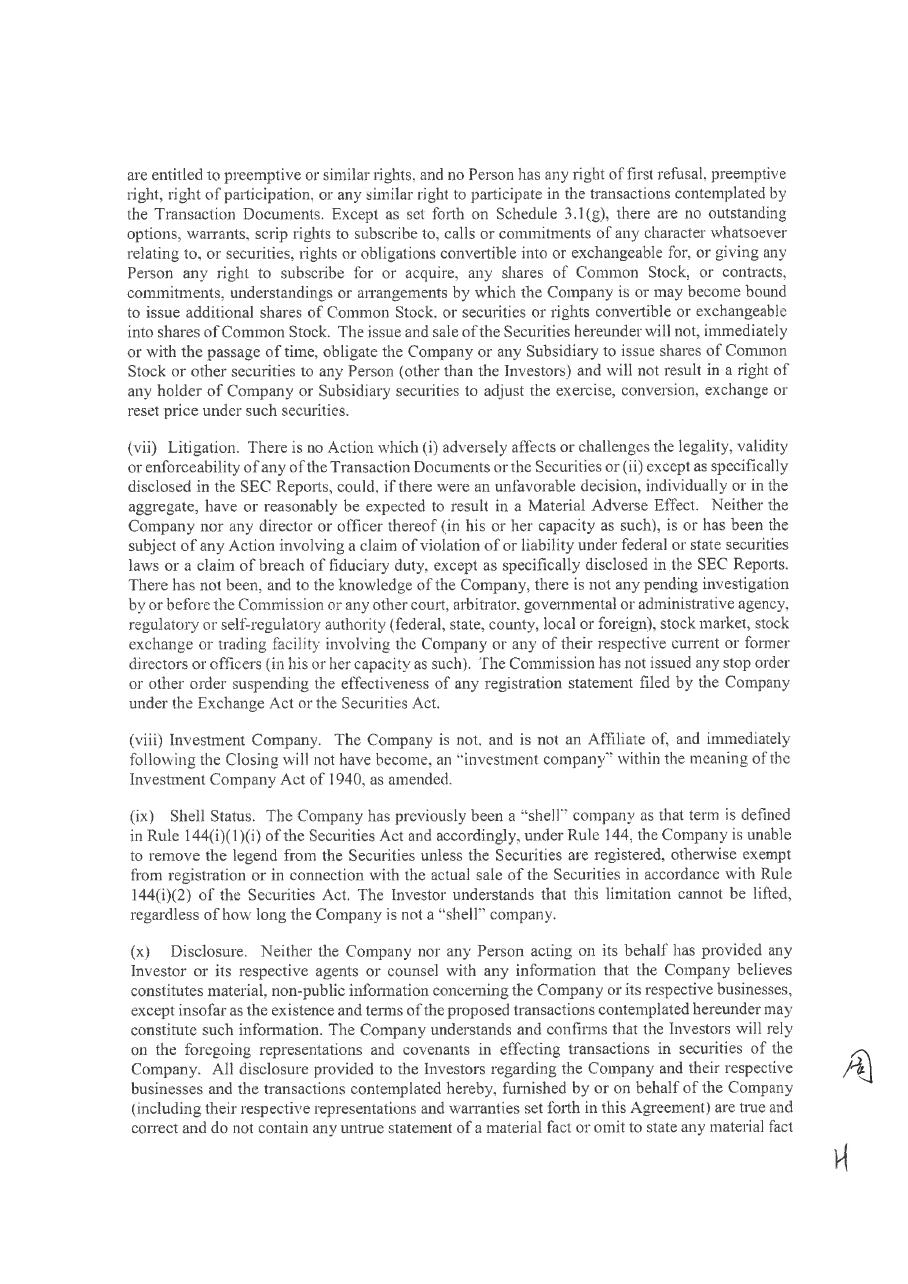 are entitled to preemptive or similar rights, and no Person has any right of first refusal, preemptive
right, right of participation, or any similar right to participate in the transactions contemplated by
the Transaction Documents. Except as set forth on Schedule 3.1(g), there are no outstanding
options, warrants, scrip rights to subscribe to, calls or commitments of any character whatsoever
relating to, or securities, rights or obligations convertible into or exchangeable for, or giving any
Person any right to subscribe for or acquire, any shares of Common Stock, or contracts,
commitments, understandings or arrangements by which the Company is or may become bound
to issue additional shares of Common Stock, or securities or rights convertible or exchangeable
into shares of Common Stock. The issue and sale of the Securities hereunder will not, immediately
or with the passage of time, obligate the Company or any Subsidiary to issue shares of Common
Stock or other securities to any Person (other than the Investors) and will not result in a right of
any holder of Company or Subsidiary securities to adjust the exercise, conversion, exchange or
reset price under such securities.
(vii) Litigation. There is no Action which (i) adversely affects or challenges the legality, validity
or enforceability of any of the Transaction Documents or the Securities or (ii) except as specifically
disclosed in the SEC Reports, could, if there were an unfavorable decision, individually or in the
aggregate, have or reasonably be expected to result in a Material Adverse Effect. Neither the
Company nor any director or officer thereof (in his or her capacity as such), is or has been the
subject of any Action involving a claim of violation of or liability under federal or state securities
laws or a claim of breach of fiduciary duty, except as specifically disclosed in the SEC Reports.
There has not been, and to the knowledge of the Company, there is not any pending investigation
by or before the Commission or any other court, arbitrator, governmental or administrative agency,
regulatory or self-regulatory authority (federal, state, county, local or foreign), stock market, stock
exchange or trading facility involving the Company or any of their respective current or former
directors or officers (in his or her capacity as such). The Commission has not issued any stop order
or other order suspending the effectiveness of any registration statement filed by the Company
under the Exchange Act or the Securities Act.
(viii) Investment Company. The Company is not, and is not an Affiliate of, and immediately
following the Closing will not have become, an “investment company” within the meaning of the
Investment Company Act of 1940, as amended.
(ix) Shell Status. The Company has previously been a “shell” company as that term is defined
in Rule 144(i)(1)(i) of the Securities Act and accordingly, under Rule 144, the Company is unable
to remove the legend from the Securities unless the Securities are registered, otherwise exempt
from registration or in connection with the actual sale of the Securities in accordance with Rule
144(i)(2) of the Securities Act. The Investor understands that this limitation cannot be lifted,
regardless of how long the Company is not a “shell” company.
(x) Disclosure. Neither the Company nor any Person acting on its behalf has provided any
Investor or its respective agents or counsel with any information that the Company believes
constitutes material, non-public information concerning the Company or its respective businesses,
except insofar as the existence and terms of the proposed transactions contemplated hereunder may
constitute such information. The Company understands and confirms that the Investors will rely
on the foregoing representations and covenants in effecting transactions in securities of the
Company. All disclosure provided to the Investors regarding the Company and their respective
businesses and the transactions contemplated hereby, furnished by or on behalf of the Company
(including their respective representations and warranties set forth in this Agreement) are true and
correct and do not contain any untrue statement of a material fact or omit to state any material fact